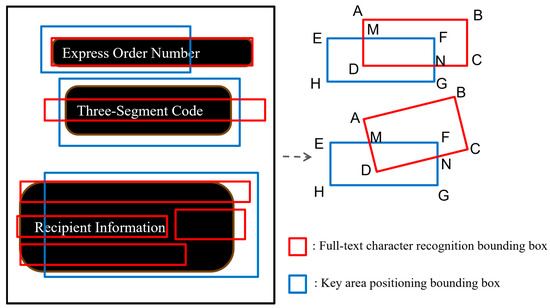 Express Order Number
Three-Segment Code
Recipient Information
A B
E M F
D N C
H G
B
A
E M F
N C
D
H G
: Full-text character recognition bounding box
: Key area positioning bounding box